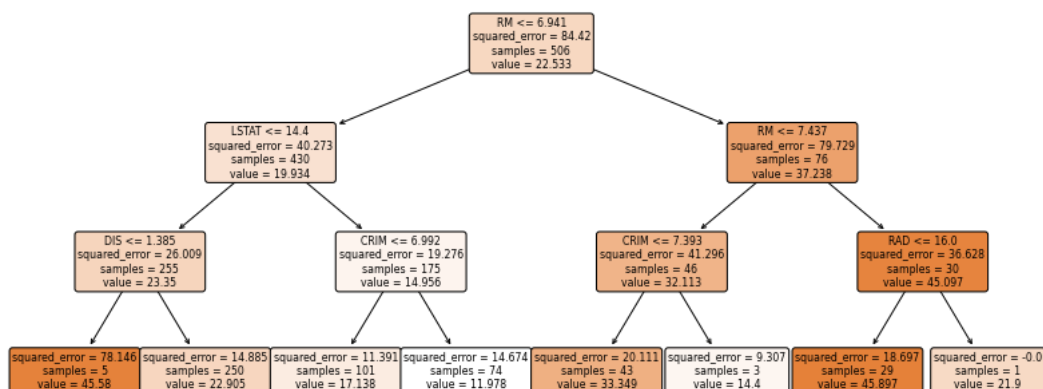 RM <= 6.941
squared_error = 84.42
samples = 506
value = 22.533
LSTAT <= 14.4
squared_error = 40.273
samples = 430
value = 19.934
RM <= 7.437
squared_error = 79.729
samples = 76
value = 37.238
DIS <= 1.385
squared_error = 26.009
samples = 255
value = 23.35
CRIM <= 6.992
squared_error = 19.276
samples = 175
value = 14.956
CRIM <= 7.393
squared_error = 41.296
samples = 46
value = 32.113
RAD <= 16.0
squared_error = 36.628
samples = 30
value = 45.097
squared_error = 78.146
samples = 5
value = 45.58
squared_error = 14.885
samples = 250
value = 22.905
squared_error = 11.391
samples = 101
value = 17.138
squared_error = 14.674
samples = 74
value = 11.978
squared_error = 20.111
samples = 43
value = 33.349
squared_error = 9.307
samples = 3
value = 14.4
squared_error = 18.697
samples = 29
value = 45.897
squared_error = -0.0
samples = 1
value = 21.9